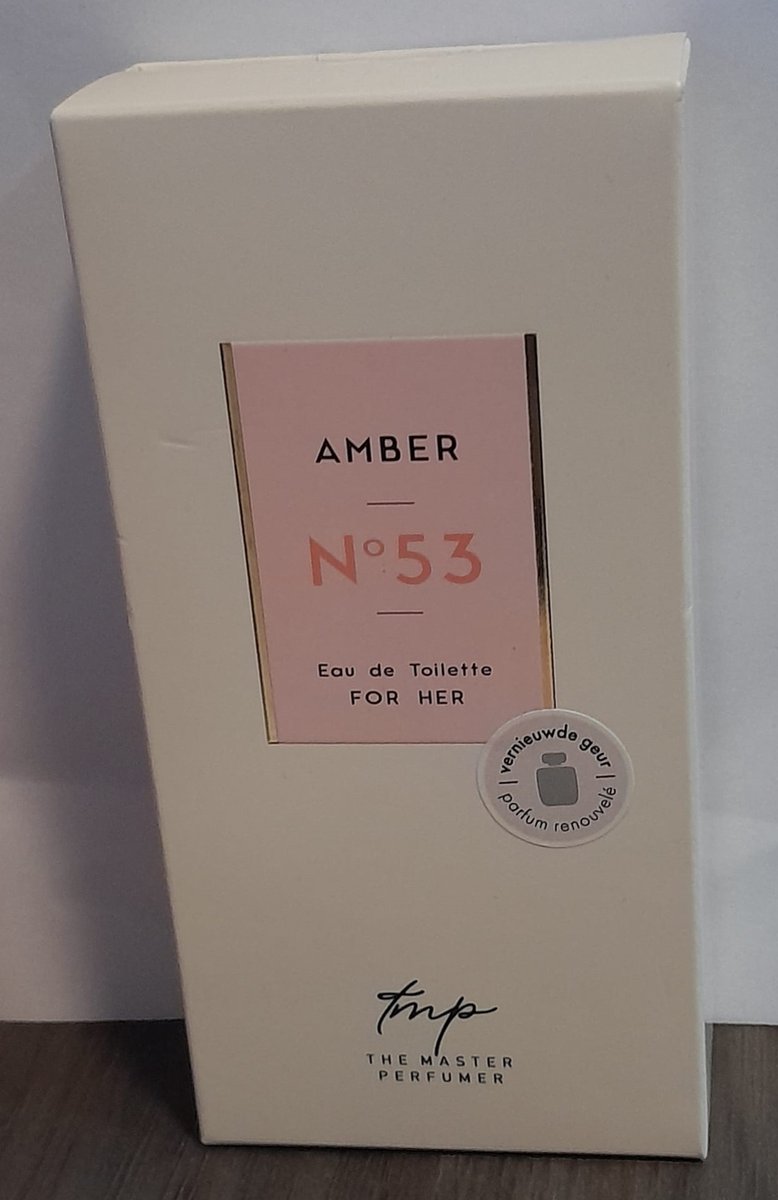 AMBER
N°53
Eau de Toilette
FOR HER
vernieuwde geur
parfum renouvelé
tmp
THE MASTER
PERFUMER